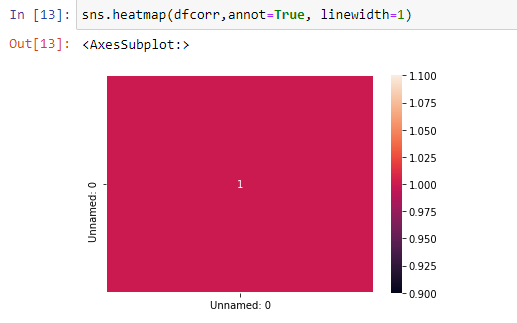 In [13]: sns.heatmap(dfcorr,annot=True, linewidth=1)
Out[13]: <AxesSubplot:>
1.100
1.075
1.050
1.025
1.000
0.975
0.950
0.925
0.900
1
Unnamed: 0
Unnamed: 0